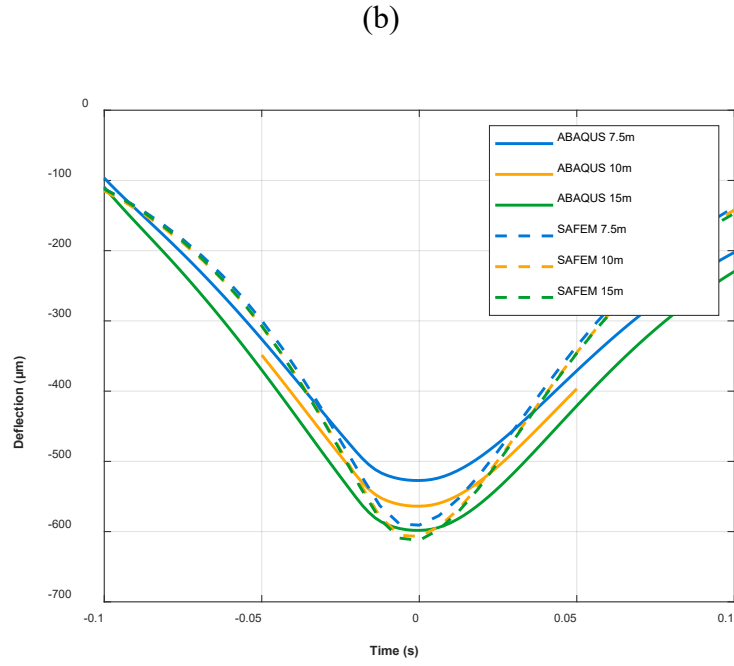 (b)
0
-100
-200
-300
-400
-500
-600
-700
Deflection (µm)
ABAQUS 7.5m
ABAQUS 10m
ABAQUS 15m
SAFEM 7.5m
SAFEM 10m
SAFEM 15m
-0.1
-0.05
0
0.05
0.1
Time (s)